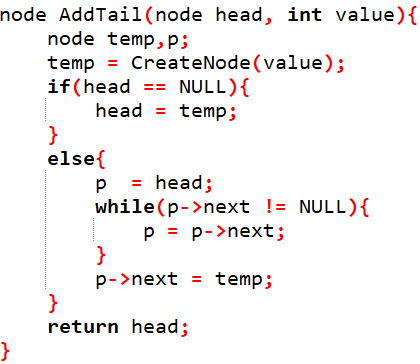 node AddTail(node head, int value){
    node temp,p;
    temp = CreateNode(value);
    if(head == NULL){
        head = temp;
    }
    else{
        p  = head;
        while(p->next != NULL){
            p = p->next;
        }
        p->next = temp;
    }
    return head;
}